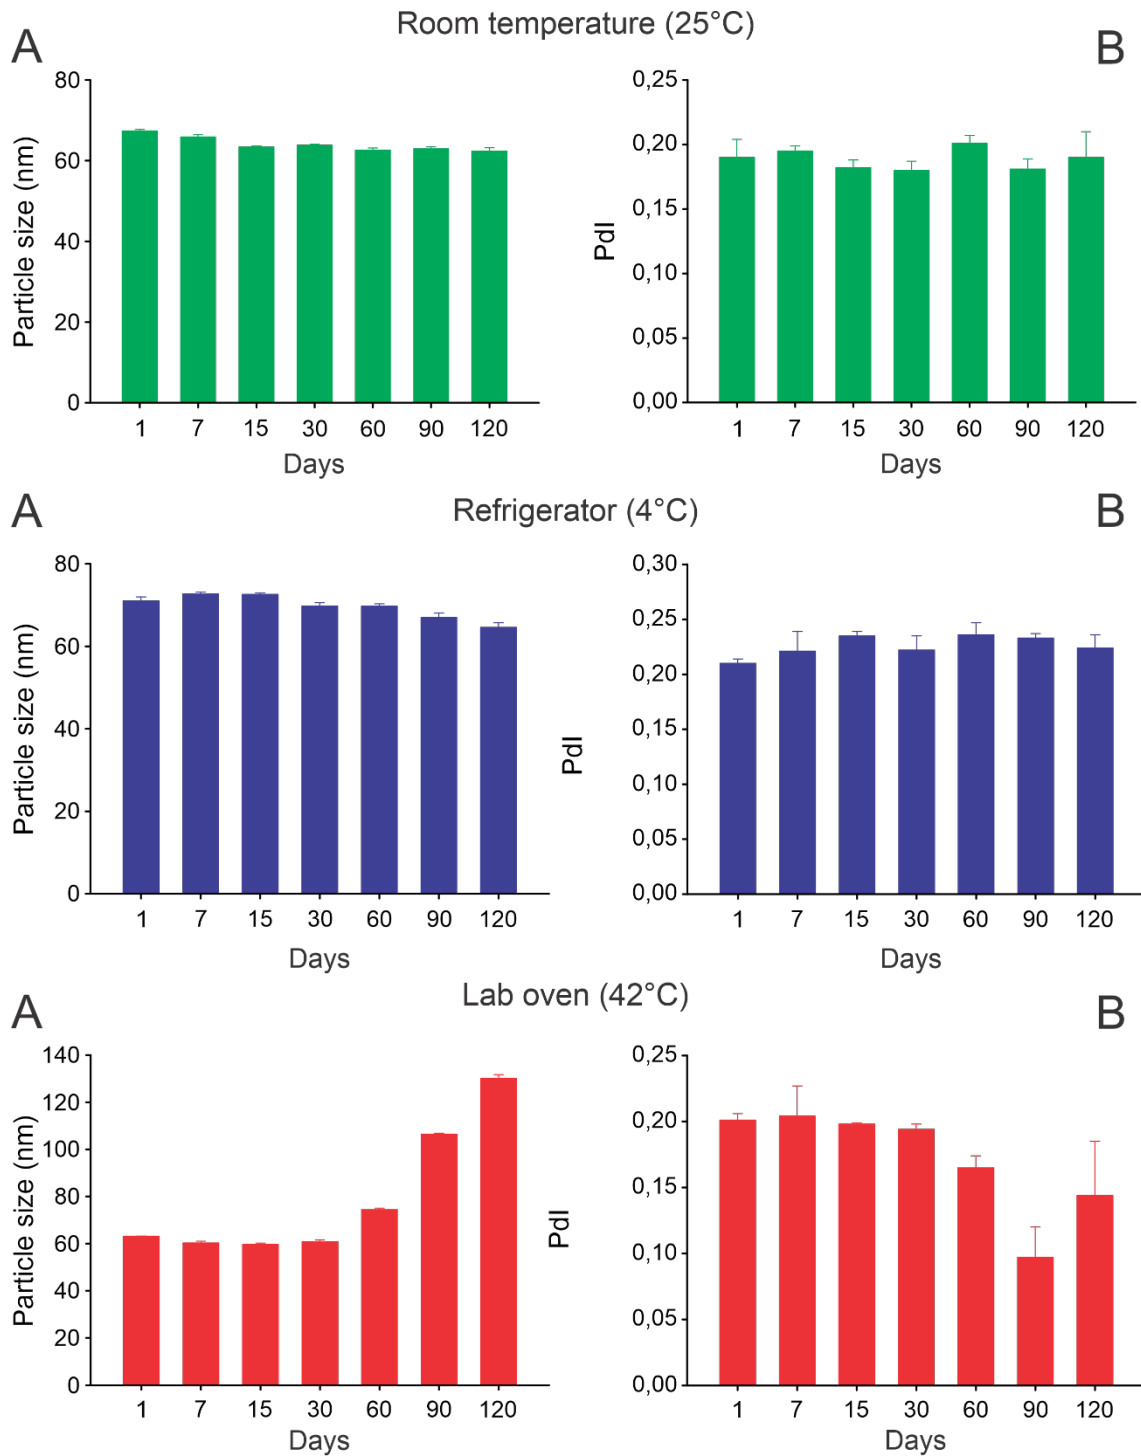 Room temperature (25°C)
A
B
Particle size (nm)
80
60
40
20
0
1 7 15 30 60 90 120
Days
PdI
0,25
0,20
0,15
0,10
0,05
0,00
1 7 15 30 60 90 120
Days
Refrigerator (4°C)
A
B
Particle size (nm)
80
60
40
20
0
1 7 15 30 60 90 120
Days
PdI
0,30
0,25
0,20
0,15
0,10
0,05
0,00
1 7 15 30 60 90 120
Days
Lab oven (42°C)
A
B
Particle size (nm)
140
120
100
80
60
40
20
0
1 7 15 30 60 90 120
Days
PdI
0,25
0,20
0,15
0,10
0,05
0,00
1 7 15 30 60 90 120
Days